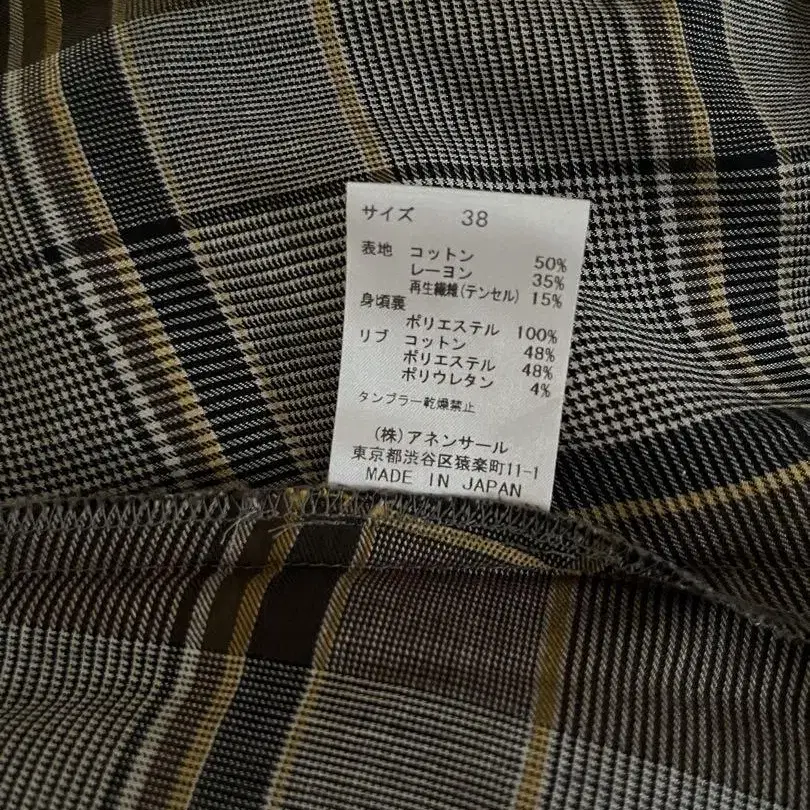 サイズ 38
表地 コットン 50%
レーヨン 35%
再生繊維(テンセル) 15%
身頃裏
ポリエステル 100%
リブ コットン 48%
ポリエステル 48%
ポリウレタン 4%
タンブラー乾燥禁止
(株)アネンサール
東京都渋谷区猿楽町11-1
MADE IN JAPAN